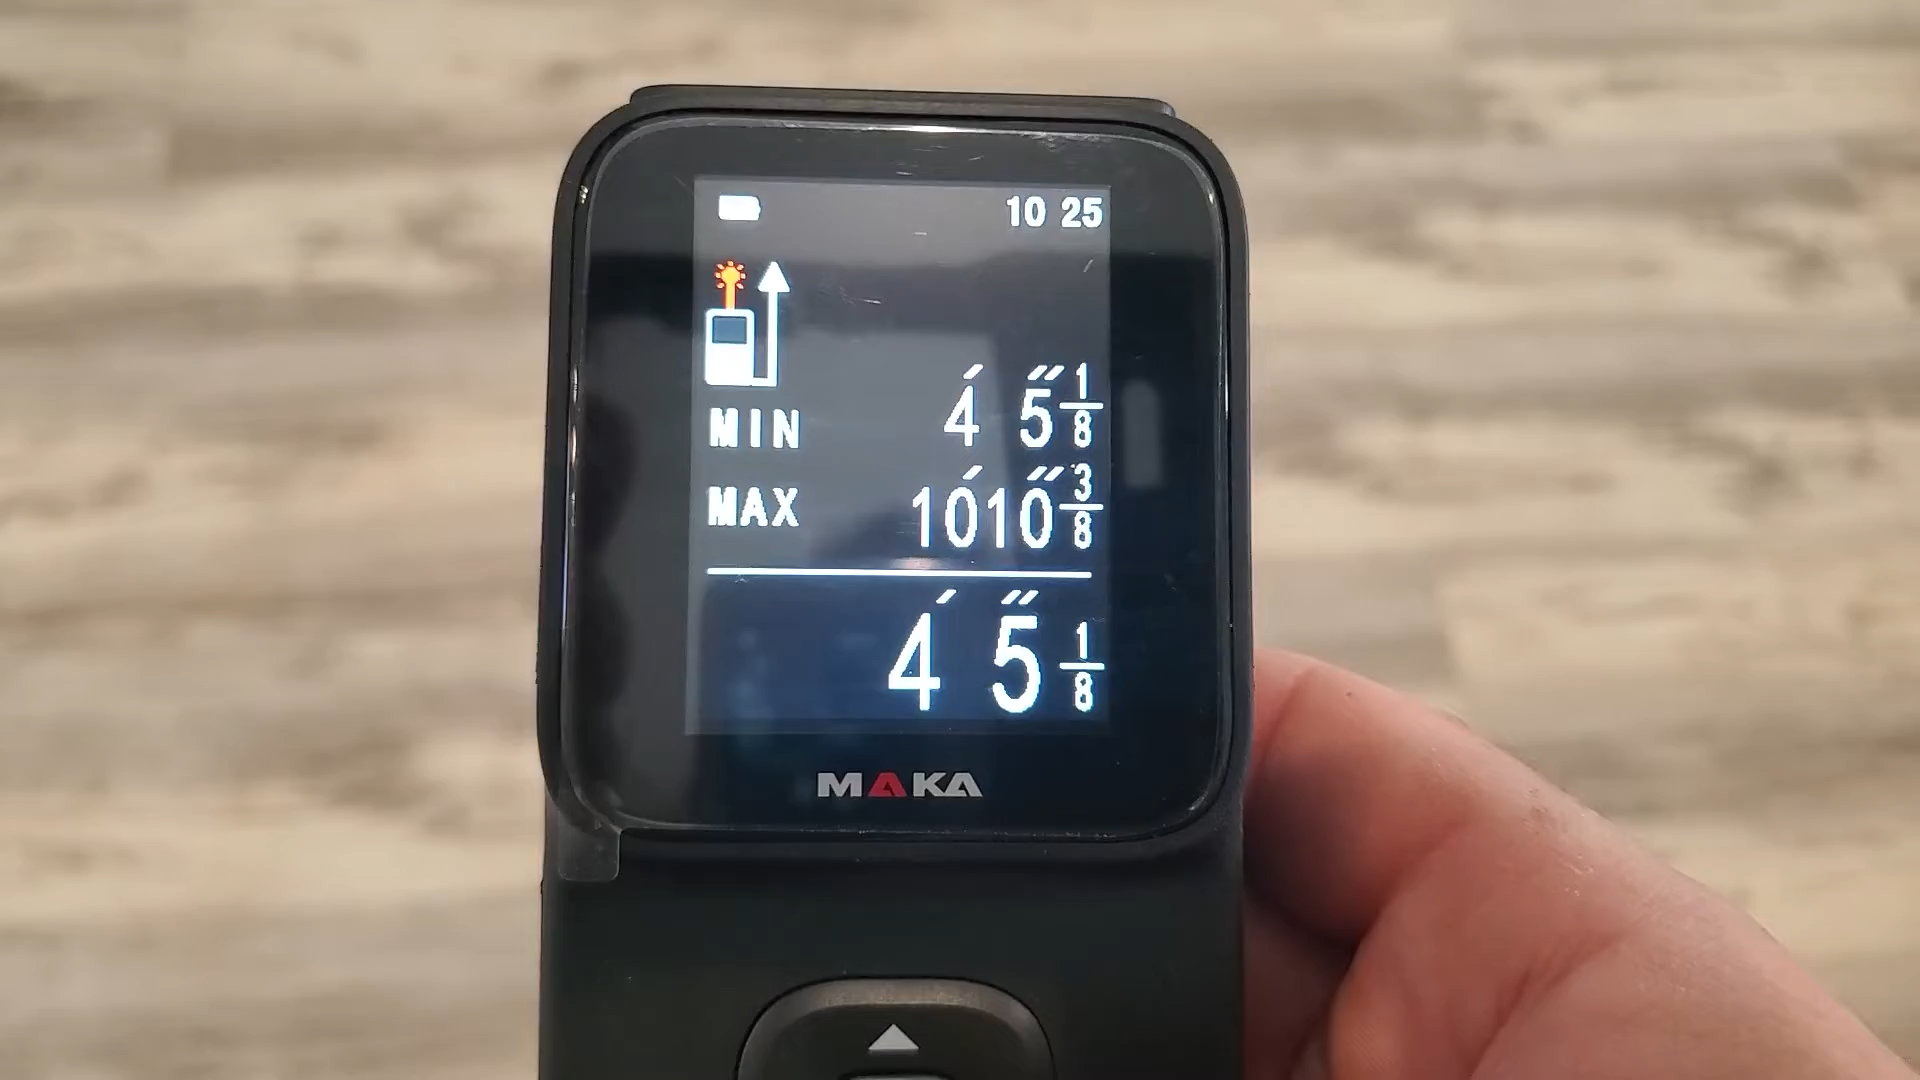 10 25
MIN 4′ 5″ 1/8
MAX 10′ 10″ 3/8
4′ 5″ 1/8
MAKA